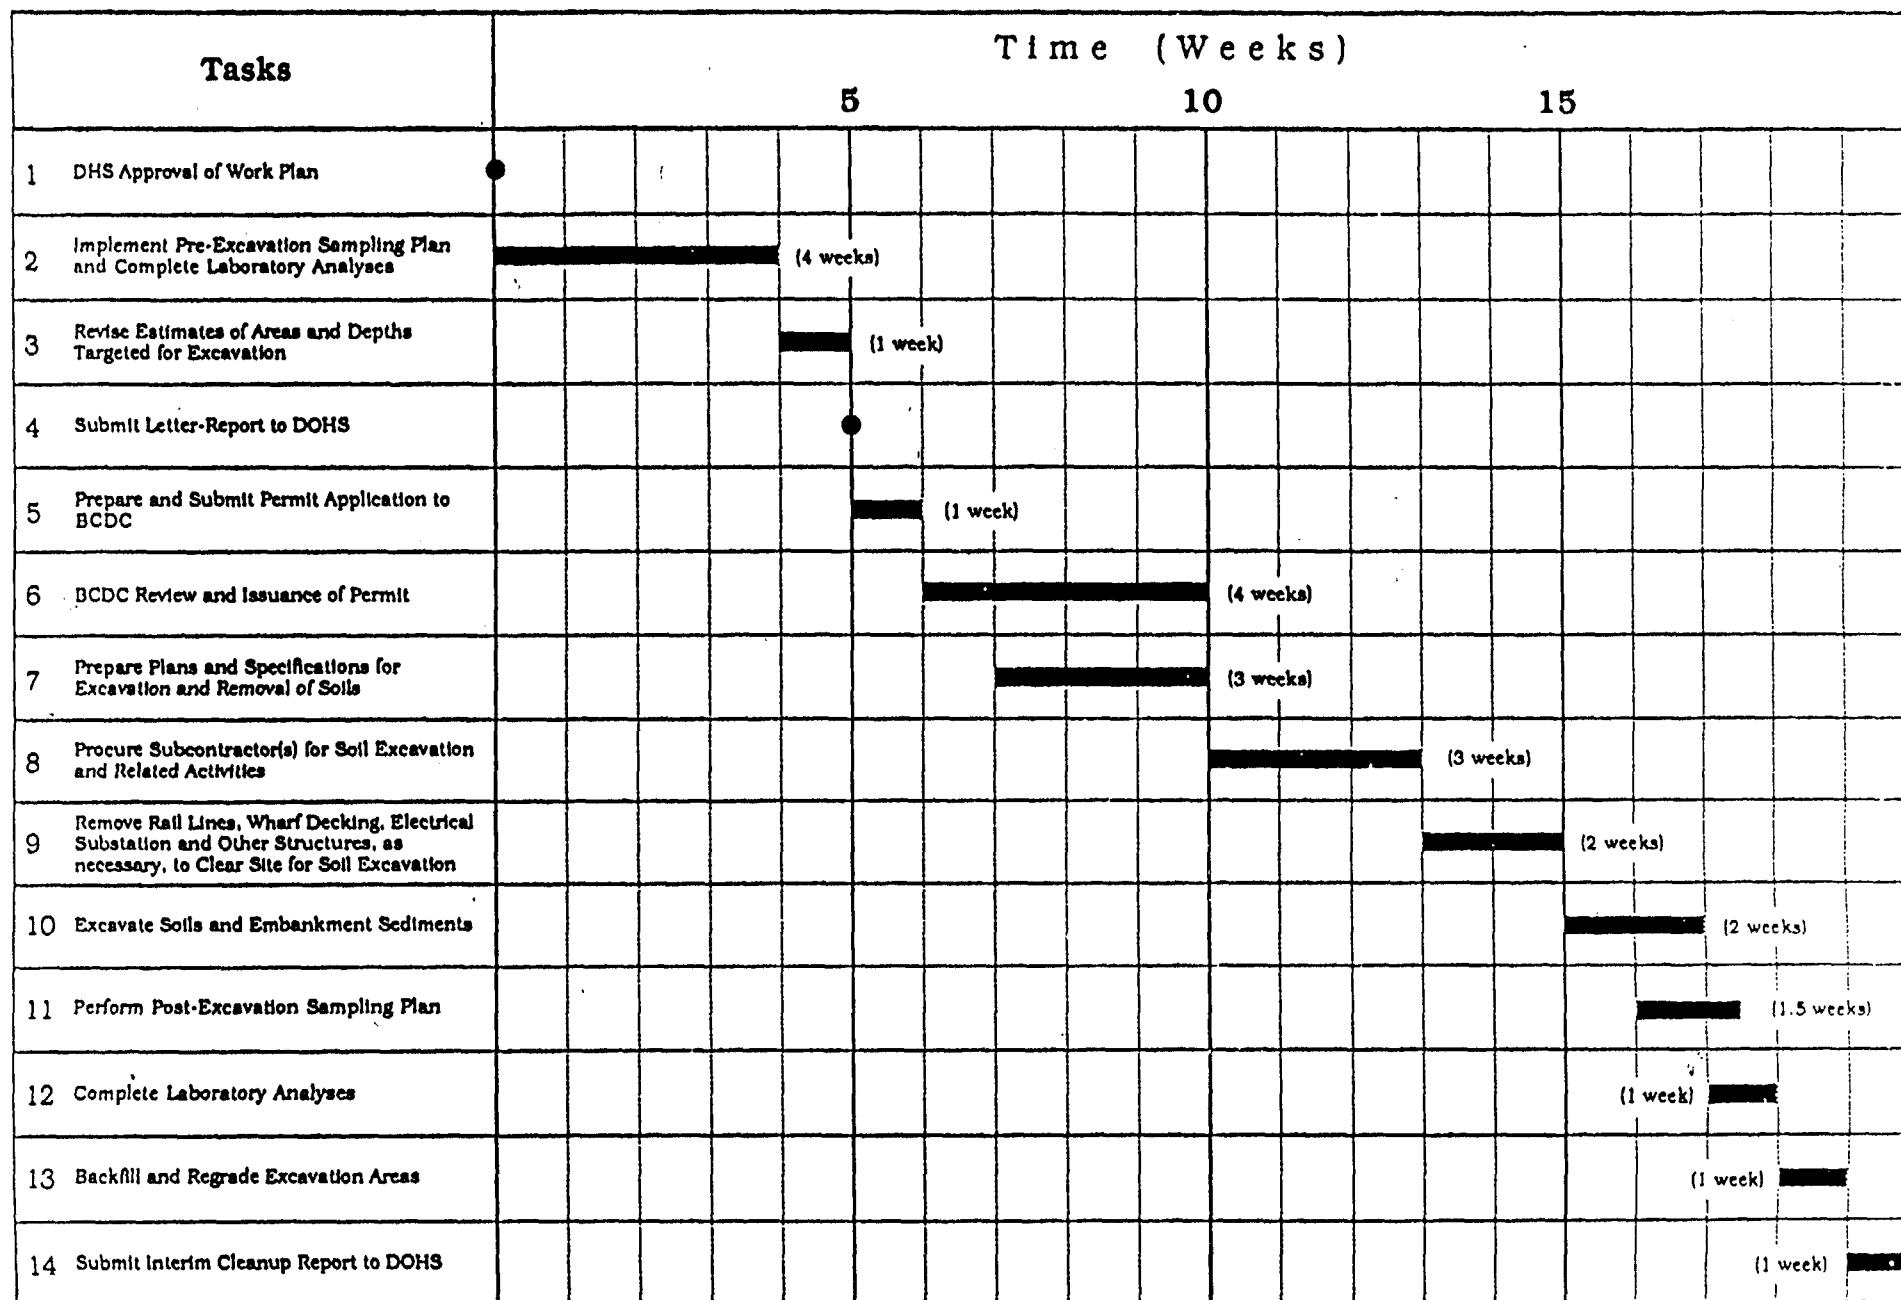 Tasks
Time (Weeks)
5 10 15
1 DHS Approval of Work Plan
2 Implement Pre-Excavation Sampling Plan
and Complete Laboratory Analyses
(4 weeks)
3 Revise Estimates of Areas and Depths
Targeted for Excavation
(1 week)
4 Submit Letter-Report to DOHS
5 Prepare and Submit Permit Application to
BCDC
(1 week)
6 BCDC Review and Issuance of Permit
(4 weeks)
7 Prepare Plans and Specifications for
Excavation and Removal of Soils
(3 weeks)
8 Procure Subcontractor(s) for Soil Excavation
and Related Activities
(3 weeks)
9 Remove Rail Lines, Wharf Decking, Electrical
Substation and Other Structures, as
necessary, to Clear Site for Soil Excavation
(2 weeks)
10 Excavate Soils and Embankment Sediments
(2 weeks)
11 Perform Post-Excavation Sampling Plan
(1.5 weeks)
12 Complete Laboratory Analyses
(1 week)
13 Backfill and Regrade Excavation Areas
(1 week)
14 Submit Interim Cleanup Report to DOHS
(1 week)